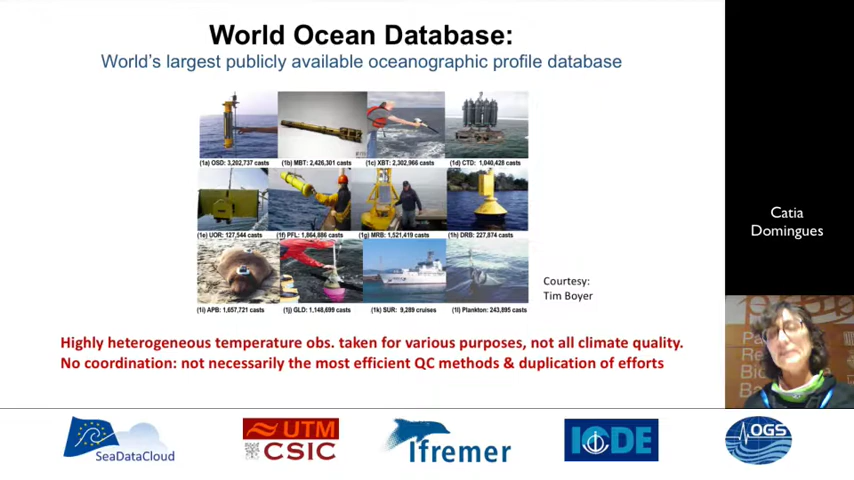 World Ocean Database:
World's largest publicly available oceanographic profile database
(1a) OSD: 3,202,737 casts
(1b) MBT: 2,426,301 casts
(1c) XBT: 2,302,966 casts
(1d) CTD: 1,040,428 casts
(1e) UOR: 127,544 casts
(1f) PFL: 1,864,686 casts
(1g) MRB: 1,521,419 casts
(1h) DRB: 227,874 casts
(1i) APB: 1,657,721 casts
(1j) GLD: 1,148,699 casts
(1k) SUR: 9,289 cruises
(1l) Plankton: 243,895 casts
Courtesy:
Tim Boyer
Highly heterogeneous temperature obs. taken for various purposes, not all climate quality.
No coordination: not necessarily the most efficient QC methods & duplication of efforts
Catia
Domingues
SeaDataCloud
UTM
CSIC
Ifremer
IODE
OGS